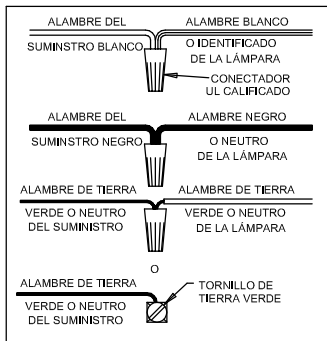 ALAMBRE DEL
SUMINSTRO BLANCO
ALAMBRE BLANCO
O IDENTIFICADO
DE LA LÁMPARA
CONECTADOR
UL CALIFICADO
ALAMBRE DEL
SUMINSTRO NEGRO
ALAMBRE NEGRO
O NEUTRO
DE LA LÁMPARA
ALAMBRE DE TIERRA
VERDE O NEUTRO
DEL SUMINISTRO
ALAMBRE DE TIERRA
VERDE O NEUTRO
DE LA LÁMPARA
O
ALAMBRE DE TIERRA
VERDE O NEUTRO
DEL SUMINISTRO
TORNILLO DE
TIERRA VERDE